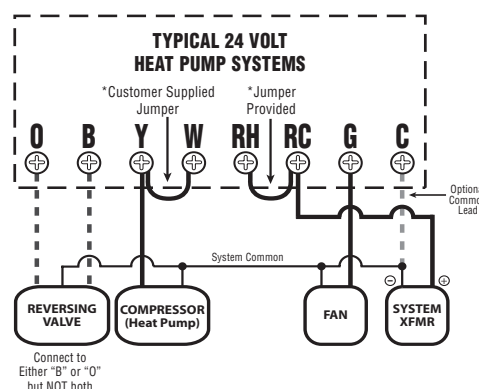 TYPICAL 24 VOLT
HEAT PUMP SYSTEMS
*Customer Supplied
Jumper
*Jumper
Provided
O B Y W RH RC G C
Optional
Common
Lead
System Common
REVERSING
VALVE
COMPRESSOR
(Heat Pump)
FAN
SYSTEM
XFMR
Connect to
Either “B” or “O”
but NOT both